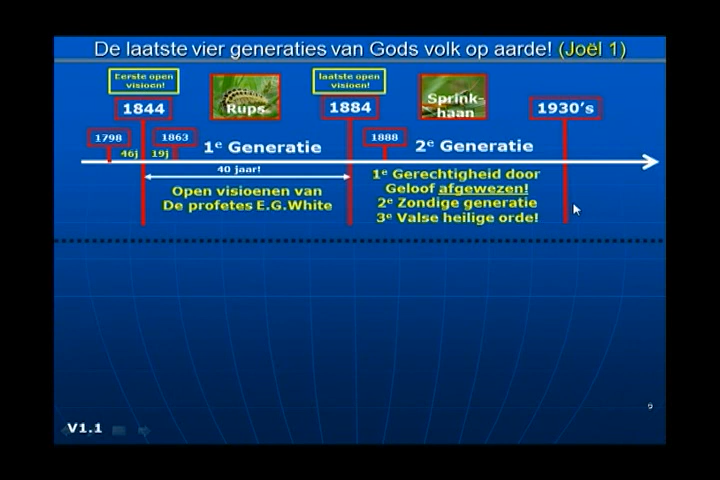 De laatste vier generaties van Gods volk op aarde! (Joël 1)
Eerste open
visioen!
laatste open
visioen!
Rups
Sprink-
haan
1844
1884
1930's
1798
1863
1888
46j
19j
1e Generatie
2e Generatie
40 jaar!
Open visioenen van
De profetes E.G.White
1e Gerechtigheid door
Geloof afgewezen!
2e Zondige generatie
3e Valse heilige orde!
V1.1